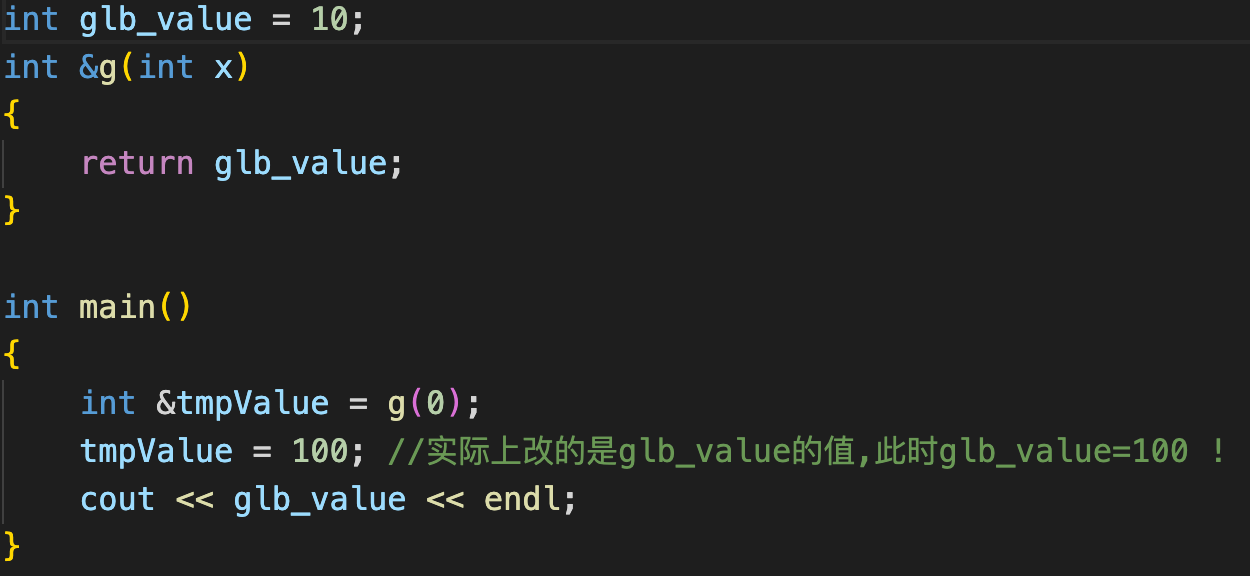 int glb_value = 10;
int &g(int x)
{
    return glb_value;
}

int main()
{
    int &tmpValue = g(0);
    tmpValue = 100; //实际上改的是glb_value的值,此时glb_value=100 !
    cout << glb_value << endl;
}